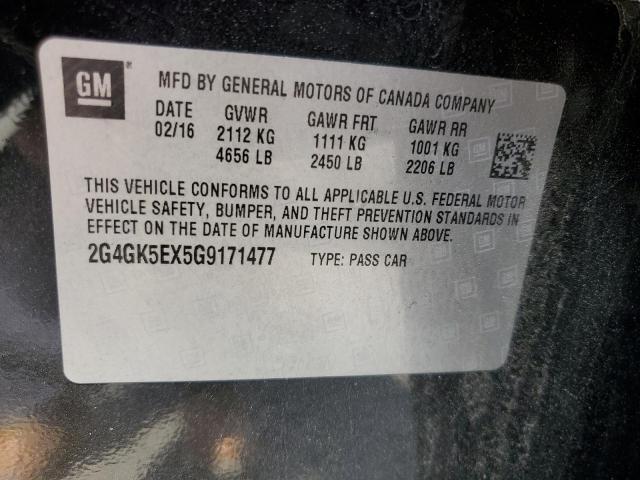 GM
MFD BY GENERAL MOTORS OF CANADA COMPANY
DATE GVWR GAWR FRT GAWR RR
02/16 2112 KG 1111 KG 1001 KG
4656 LB 2450 LB 2206 LB
THIS VEHICLE CONFORMS TO ALL APPLICABLE U.S. FEDERAL MOTOR
VEHICLE SAFETY, BUMPER, AND THEFT PREVENTION STANDARDS IN
EFFECT ON THE DATE OF MANUFACTURE SHOWN ABOVE.
2G4GK5EX5G9171477 TYPE: PASS CAR